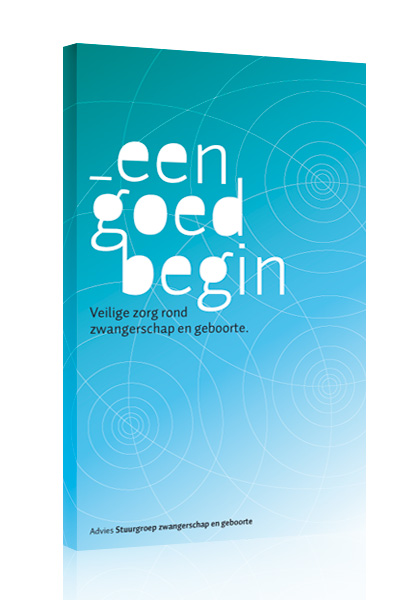 _een
goed
begin
Veilige zorg rond
zwangerschap en geboorte.
Advies Stuurgroep zwangerschap en geboorte